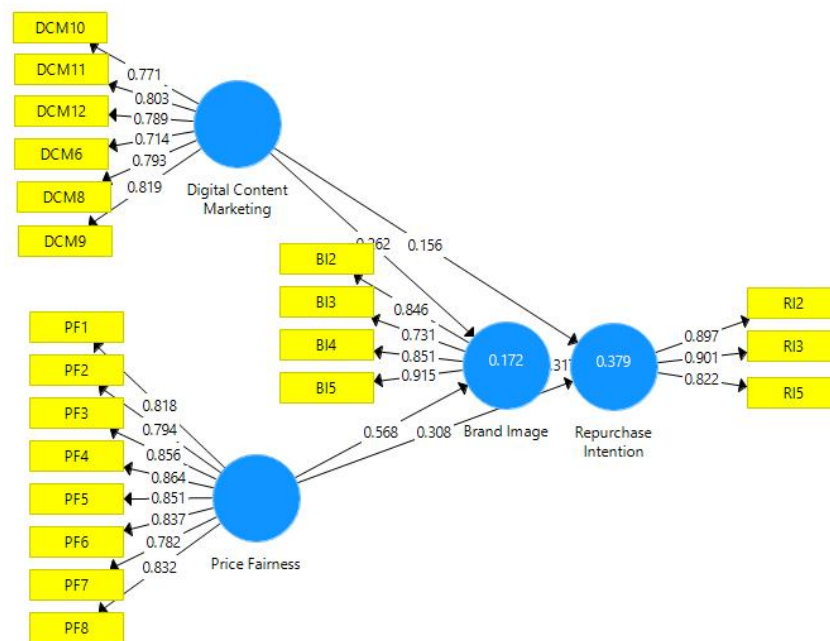 DCM10
DCM11
DCM12
DCM6
DCM8
DCM9
0.771
0.803
0.789
0.714
0.793
0.819
Digital Content
Marketing
0.156
BI2
BI3
BI4
BI5
0.846
0.731
0.851
0.915
0.172
Brand Image
0.379
Repurchase
Intention
0.897
0.901
0.822
RI2
RI3
RI5
PF1
PF2
PF3
PF4
PF5
PF6
PF7
PF8
0.818
0.794
0.856
0.864
0.851
0.837
0.782
0.832
Price Fairness
0.568
0.308